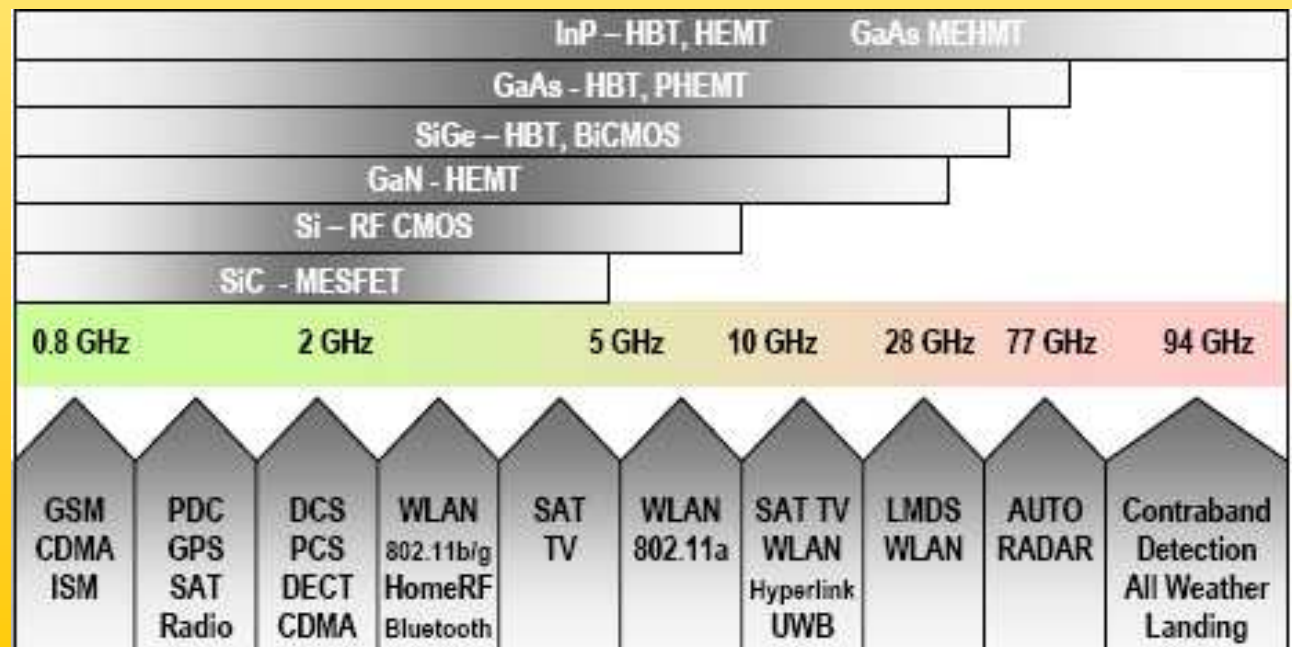 InP – HBT, HEMT GaAs MEHMT
GaAs - HBT, PHEMT
SiGe – HBT, BiCMOS
GaN - HEMT
Si – RF CMOS
SiC - MESFET
0.8 GHz 2 GHz 5 GHz 10 GHz 28 GHz 77 GHz 94 GHz
GSM
CDMA
ISM
PDC
GPS
SAT
Radio
DCS
PCS
DECT
CDMA
WLAN
802.11b/g
HomeRF
Bluetooth
SAT
TV
WLAN
802.11a
SAT TV
WLAN
Hyperlink
UWB
LMDS
WLAN
AUTO
RADAR
Contraband
Detection
All Weather
Landing